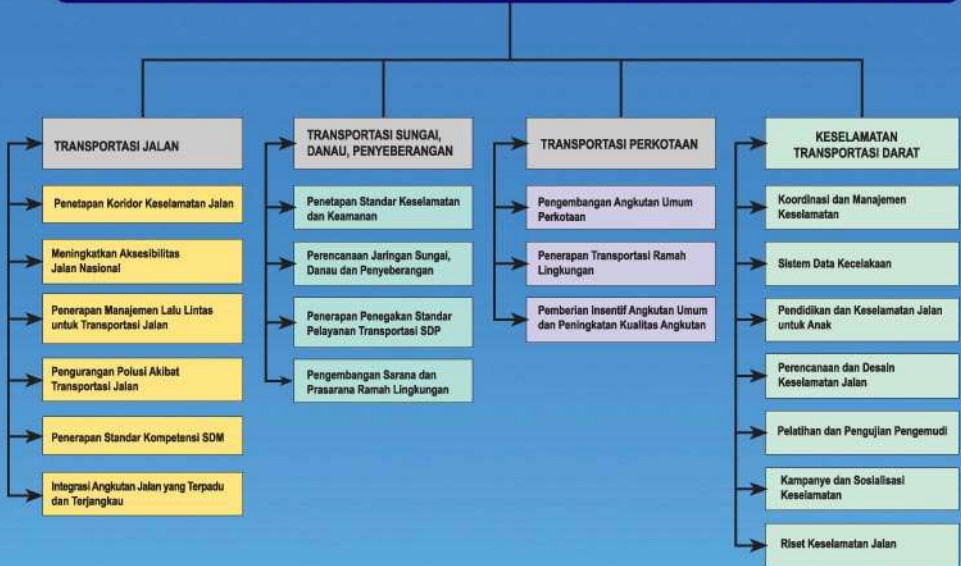 TRANSPORTASI JALAN
Penetapan Koridor Keselamatan Jalan
Meningkatkan Aksesibilitas
Jalan Nasional
Penerapan Manajemen Lalu Lintas
untuk Transportasi Jalan
Pengurangan Polusi Akibat
Transportasi Jalan
Penerapan Standar Kompetensi SDM
Integrasi Angkutan Jalan yang Terpadu
dan Terjangkau
TRANSPORTASI SUNGAI,
DANAU, PENYEBERANGAN
Penetapan Standar Keselamatan
dan Keamanan
Perencanaan Jaringan Sungai,
Danau dan Penyeberangan
Penerapan Penegakan Standar
Pelayanan Transportasi SDP
Pengembangan Sarana dan
Prasarana Ramah Lingkungan
TRANSPORTASI PERKOTAAN
Pengembangan Angkutan Umum
Perkotaan
Penerapan Transportasi Ramah
Lingkungan
Pemberian Insentif Angkutan Umum
dan Peningkatan Kualitas Angkutan
KESELAMATAN
TRANSPORTASI DARAT
Koordinasi dan Manajemen
Keselamatan
Sistem Data Kecelakaan
Pendidikan dan Keselamatan Jalan
untuk Anak
Perencanaan dan Desain
Keselamatan Jalan
Pelatihan dan Pengujian Pengemudi
Kampanye dan Sosialisasi
Keselamatan
Riset Keselamatan Jalan